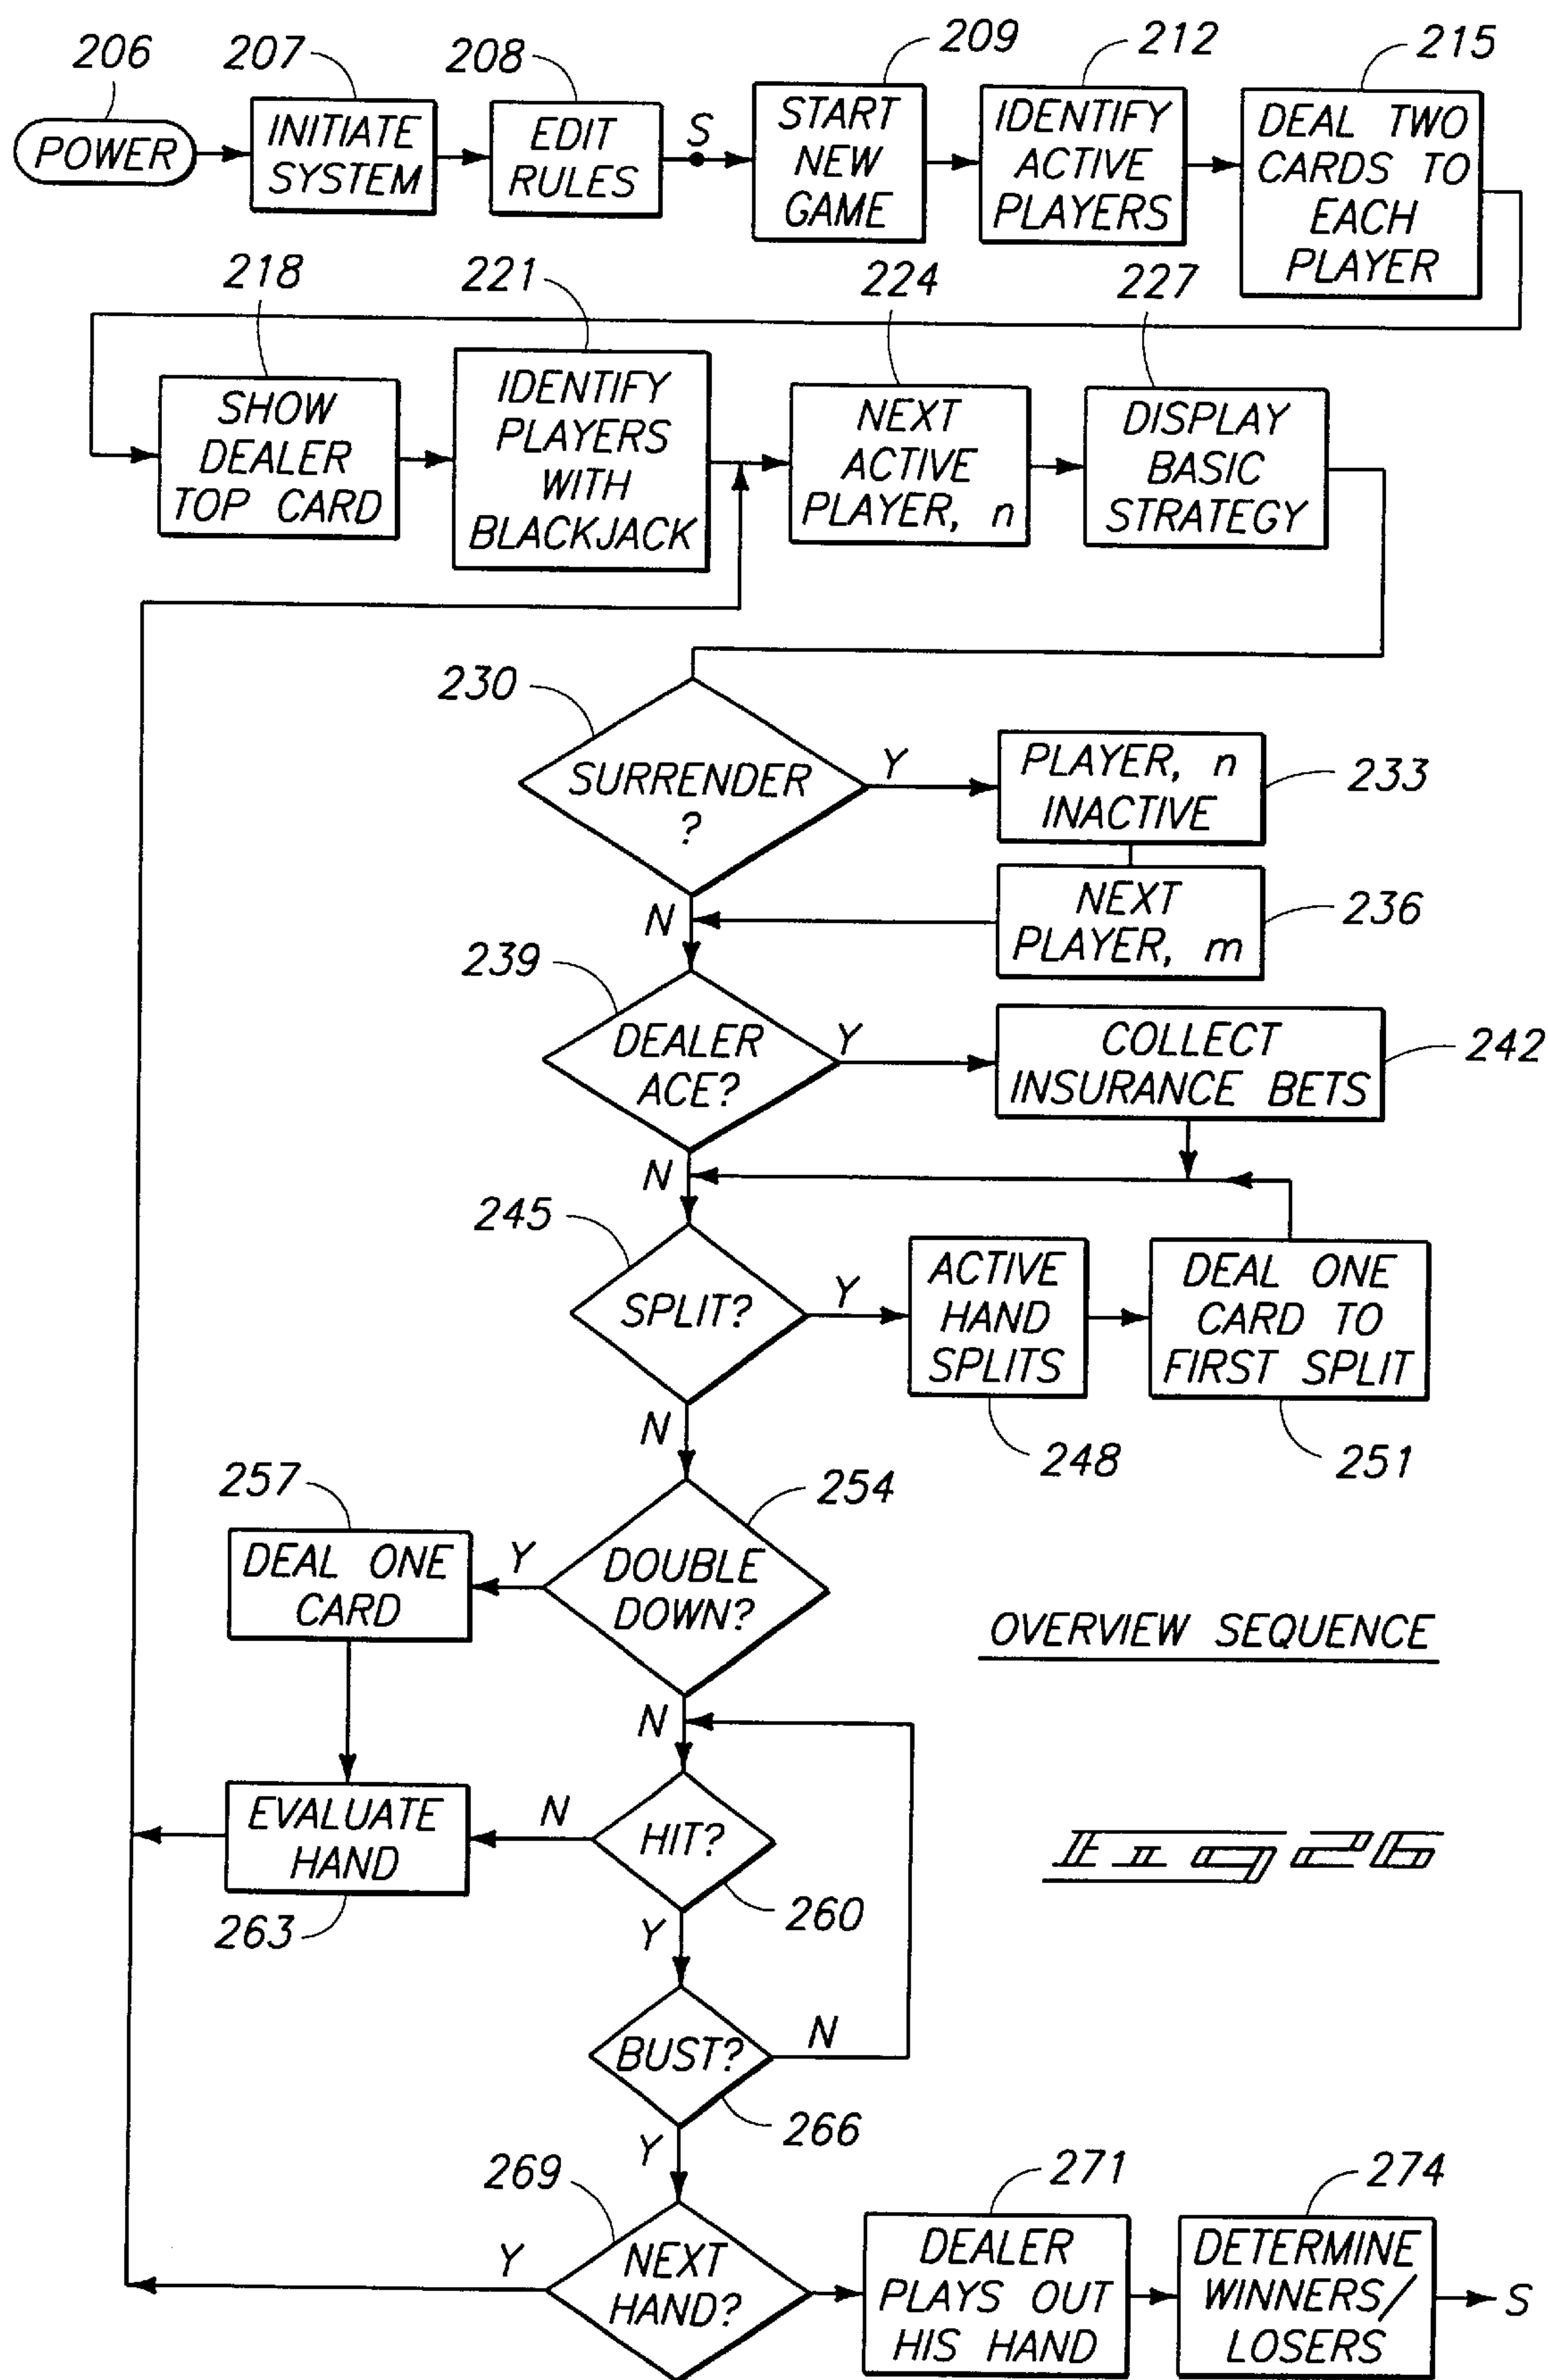 206
207
208
209
212
215
POWER
INITIATE
SYSTEM
EDIT
RULES
S
START
NEW
GAME
IDENTIFY
ACTIVE
PLAYERS
DEAL TWO
CARDS TO
EACH
PLAYER
218
221
224
227
SHOW
DEALER
TOP CARD
IDENTIFY
PLAYERS
WITH
BLACKJACK
NEXT
ACTIVE
PLAYER, n
DISPLAY
BASIC
STRATEGY
230
SURRENDER
?
Y
PLAYER, n
INACTIVE
233
N
NEXT
PLAYER, m
236
239
DEALER
ACE?
Y
COLLECT
INSURANCE BETS
242
N
245
SPLIT?
Y
ACTIVE
HAND
SPLITS
DEAL ONE
CARD TO
FIRST SPLIT
248
251
N
257
254
DEAL ONE
CARD
Y
DOUBLE
DOWN?
OVERVIEW SEQUENCE
N
EVALUATE
HAND
N
HIT?
263
260
Fig 26
Y
BUST?
N
266
Y
269
271
274
Y
NEXT
HAND?
DEALER
PLAYS OUT
HIS HAND
DETERMINE
WINNERS/
LOSERS
S